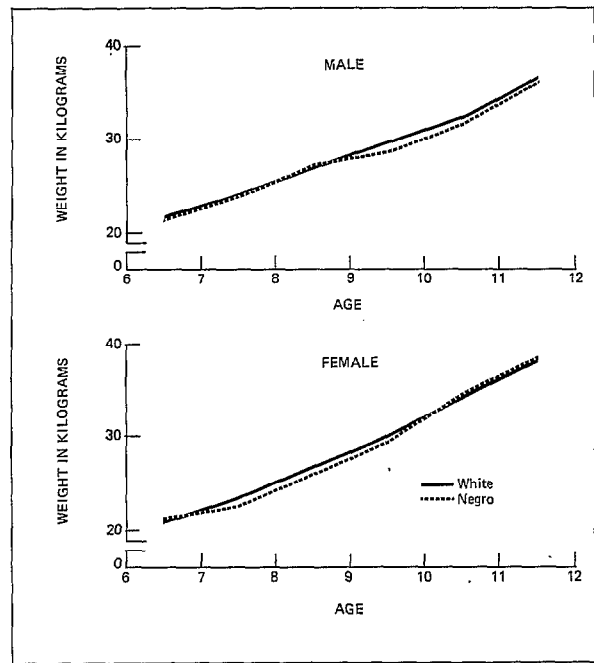 MALE
WEIGHT IN KILOGRAMS
40
30
20
0
6 7 8 9 10 11 12
AGE
FEMALE
WEIGHT IN KILOGRAMS
40
30
20
0
White
Negro
6 7 8 9 10 11 12
AGE